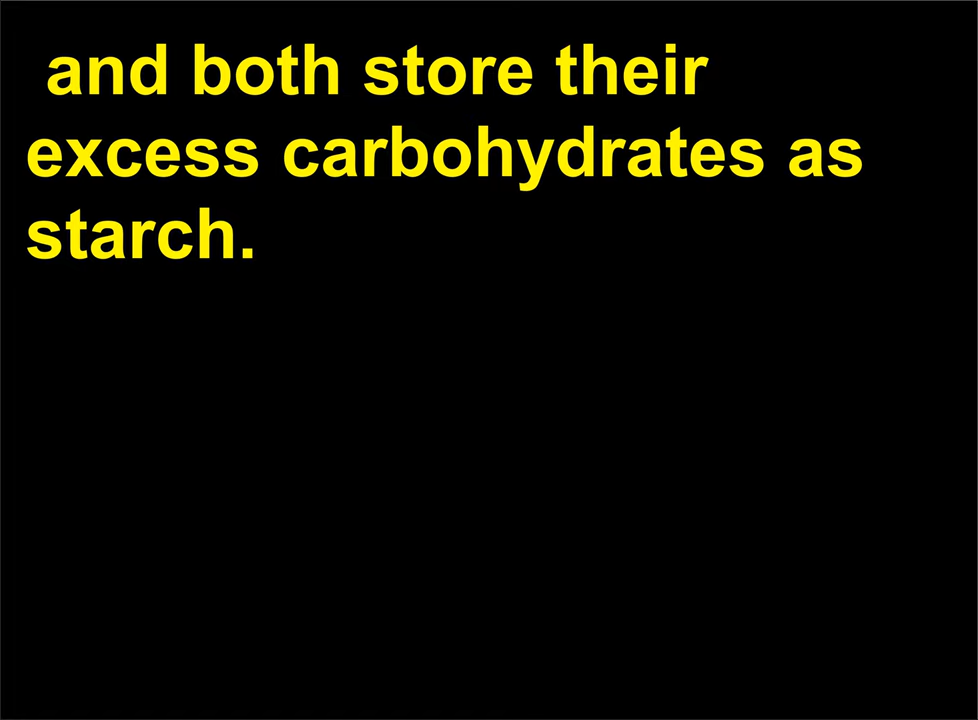 and both store their
excess carbohydrates as
starch.